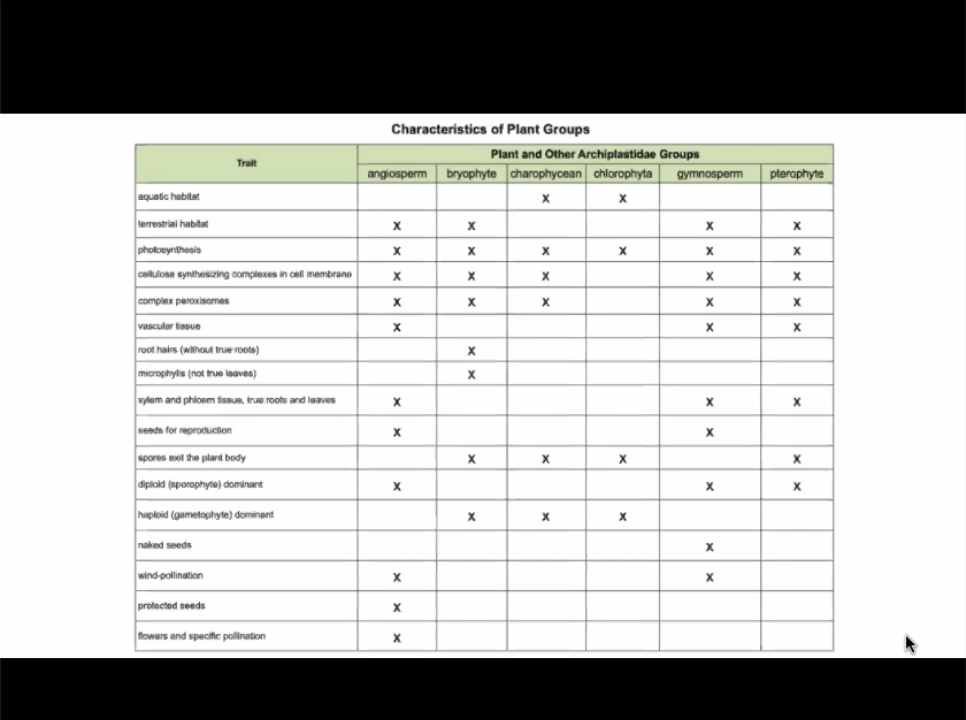 Characteristics of Plant Groups
Trait
Plant and Other Archiplastidae Groups
angiosperm bryophyte charophycean chlorophyta gymnosperm pterophyte
aquatic habitat X X
terrestrial habitat X X X X
photosynthesis X X X X X X
cellulose synthesizing complexes in cell membrane X X X X X
complex peroxisomes X X X X X
vascular tissue X X X
root hairs (without true roots) X
microphylls (not true leaves) X
xylem and phloem tissue, true roots and leaves X X X
seeds for reproduction X X
spores exit the plant body X X X X
diploid (sporophyte) dominant X X X
haploid (gametophyte) dominant X X X
naked seeds X
wind-pollination X X
protected seeds X
flowers and specific pollination X